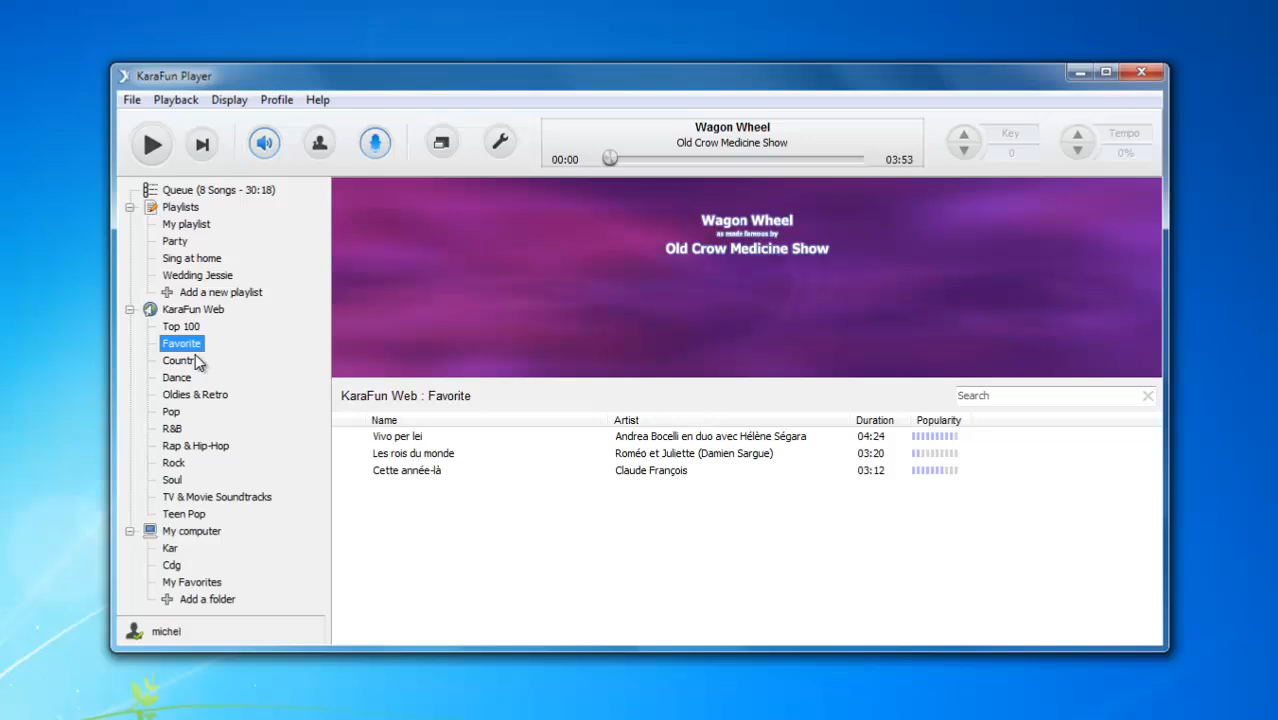 KaraFun Player
File Playback Display Profile Help
Wagon Wheel
Old Crow Medicine Show
00:00 03:53
Key
0
Tempo
0%
Queue (8 Songs - 30:18)
Playlists
My playlist
Party
Sing at home
Wedding Jessie
Add a new playlist
KaraFun Web
Top 100
Favorite
Country
Dance
Oldies & Retro
Pop
R&B
Rap & Hip-Hop
Rock
Soul
TV & Movie Soundtracks
Teen Pop
My computer
Kar
Cdg
My Favorites
Add a folder
michel
Wagon Wheel
as made famous by
Old Crow Medicine Show
KaraFun Web : Favorite Search
Name Artist Duration Popularity
Vivo per lei Andrea Bocelli en duo avec Hélène Ségara 04:24
Les rois du monde Roméo et Juliette (Damien Sargue) 03:20
Cette année-là Claude François 03:12